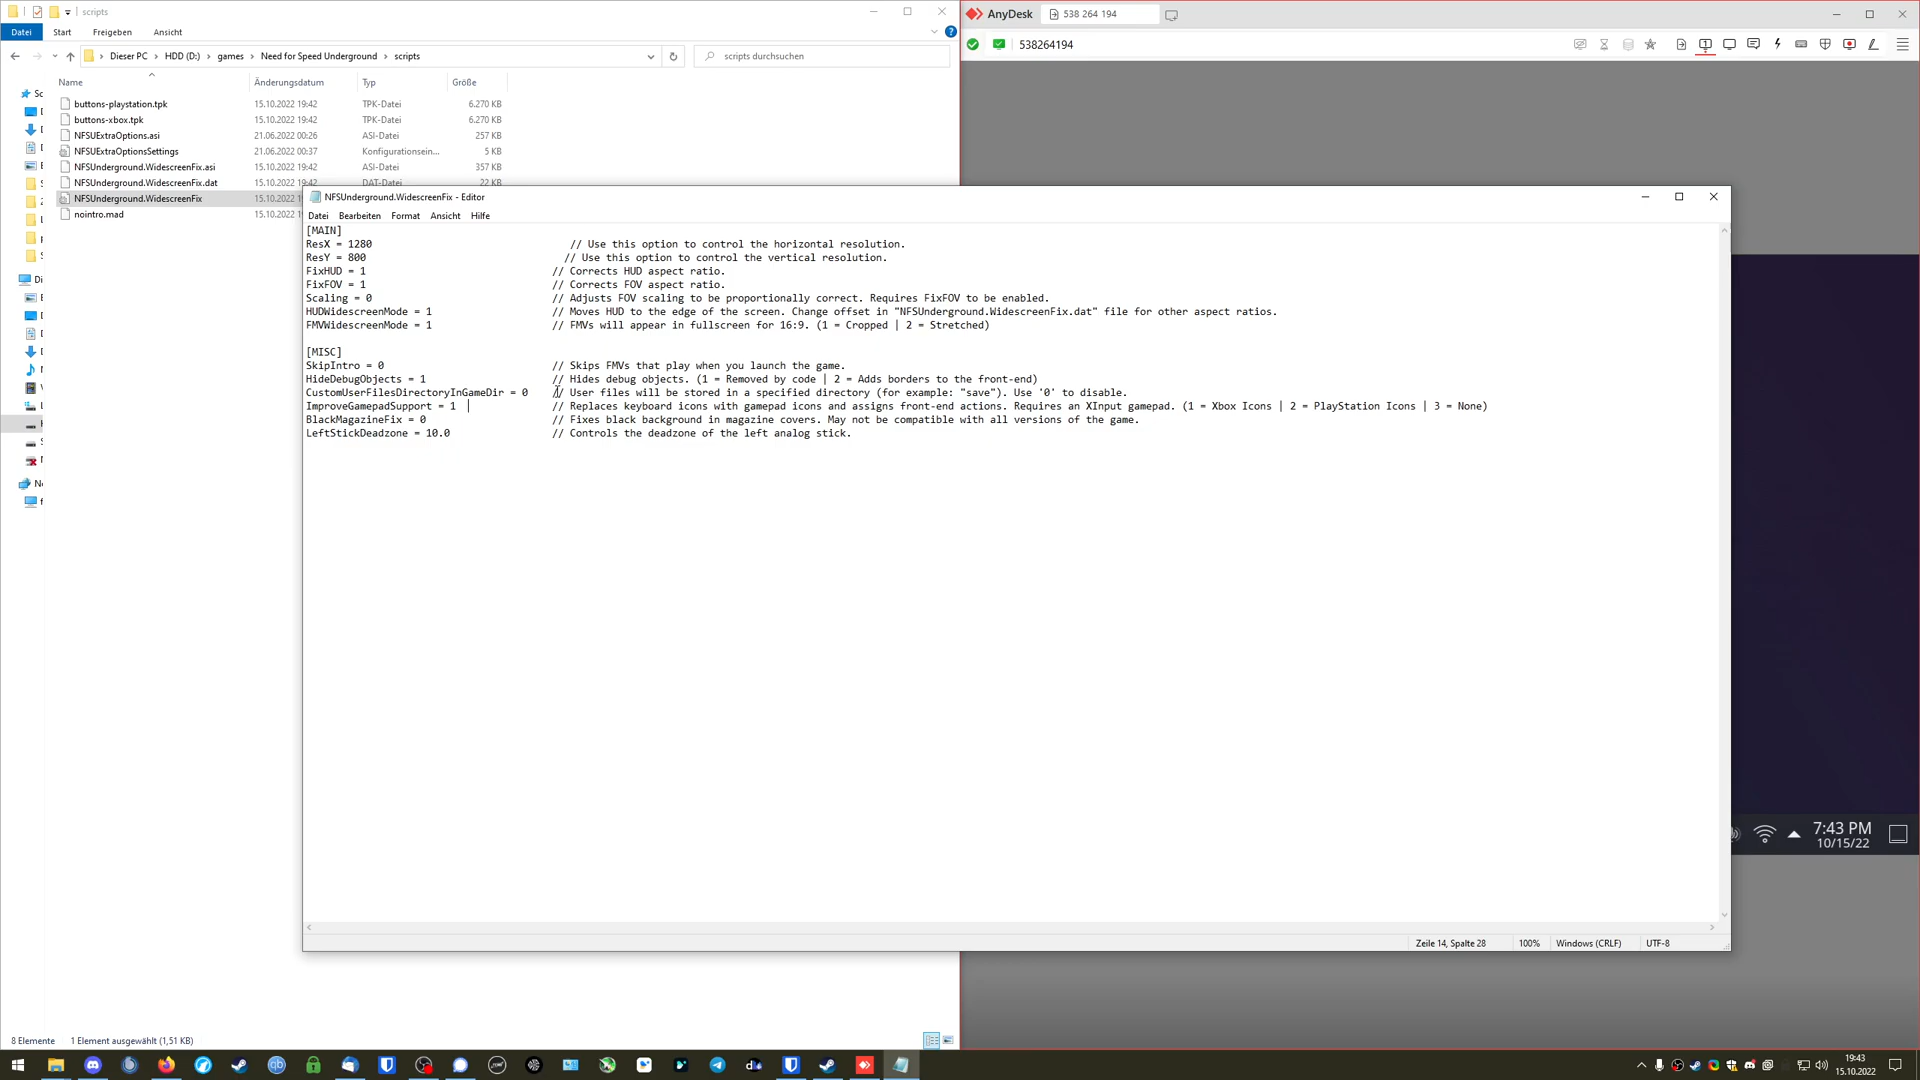 scripts
Datei Start Freigeben Ansicht
Dieser PC > HDD (D:) > games > Need for Speed Underground > scripts
scripts durchsuchen
Name Änderungsdatum Typ Größe
buttons-playstation.tpk 15.10.2022 19:42 TPK-Datei 6.270 KB
buttons-xbox.tpk 15.10.2022 19:42 TPK-Datei 6.270 KB
NFSUExtraOptions.asi 21.06.2022 00:26 ASI-Datei 257 KB
NFSUExtraOptionsSettings 21.06.2022 00:37 Konfigurationsein... 5 KB
NFSUnderground.WidescreenFix.asi 15.10.2022 19:42 ASI-Datei 357 KB
NFSUnderground.WidescreenFix.dat 15.10.2022 19:42 DAT-Datei 22 KB
NFSUnderground.WidescreenFix 15.10.2022
nointro.mad 15.10.2022
8 Elemente 1 Element ausgewählt (1,51 KB)
AnyDesk 538 264 194
538264194
NFSUnderground.WidescreenFix - Editor
Datei Bearbeiten Format Ansicht Hilfe
[MAIN]
ResX = 1280 // Use this option to control the horizontal resolution.
ResY = 800 // Use this option to control the vertical resolution.
FixHUD = 1 // Corrects HUD aspect ratio.
FixFOV = 1 // Corrects FOV aspect ratio.
Scaling = 0 // Adjusts FOV scaling to be proportionally correct. Requires FixFOV to be enabled.
HUDWidescreenMode = 1 // Moves HUD to the edge of the screen. Change offset in "NFSUnderground.WidescreenFix.dat" file for other aspect ratios.
FMVWidescreenMode = 1 // FMVs will appear in fullscreen for 16:9. (1 = Cropped | 2 = Stretched)
[MISC]
SkipIntro = 0 // Skips FMVs that play when you launch the game.
HideDebugObjects = 1 // Hides debug objects. (1 = Removed by code | 2 = Adds borders to the front-end)
CustomUserFilesDirectoryInGameDir = 0 // User files will be stored in a specified directory (for example: "save"). Use '0' to disable.
ImproveGamepadSupport = 1 // Replaces keyboard icons with gamepad icons and assigns front-end actions. Requires an XInput gamepad. (1 = Xbox Icons | 2 = PlayStation Icons | 3 = None)
BlackMagazineFix = 0 // Fixes black background in magazine covers. May not be compatible with all versions of the game.
LeftStickDeadzone = 10.0 // Controls the deadzone of the left analog stick.
Zeile 14, Spalte 28 100% Windows (CRLF) UTF-8
7:43 PM
10/15/22
19:43
15.10.2022